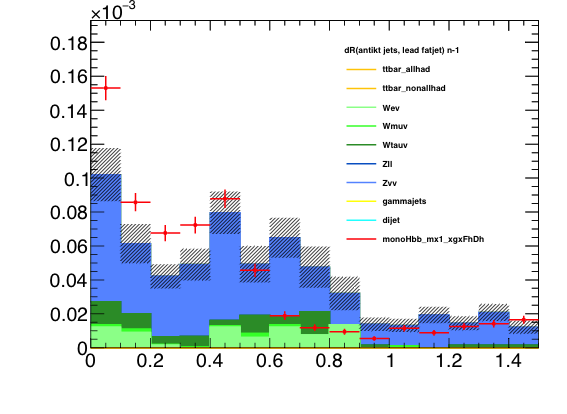 ×10⁻³
dR(antikt jets, lead fatjet) n-1
ttbar_allhad
ttbar_nonallhad
Wev
Wmuv
Wtauv
Zll
Zvv
gammajets
dijet
monoHbb_mx1_xgxFhDh
0.18
0.16
0.14
0.12
0.1
0.08
0.06
0.04
0.02
0
0 0.2 0.4 0.6 0.8 1 1.2 1.4